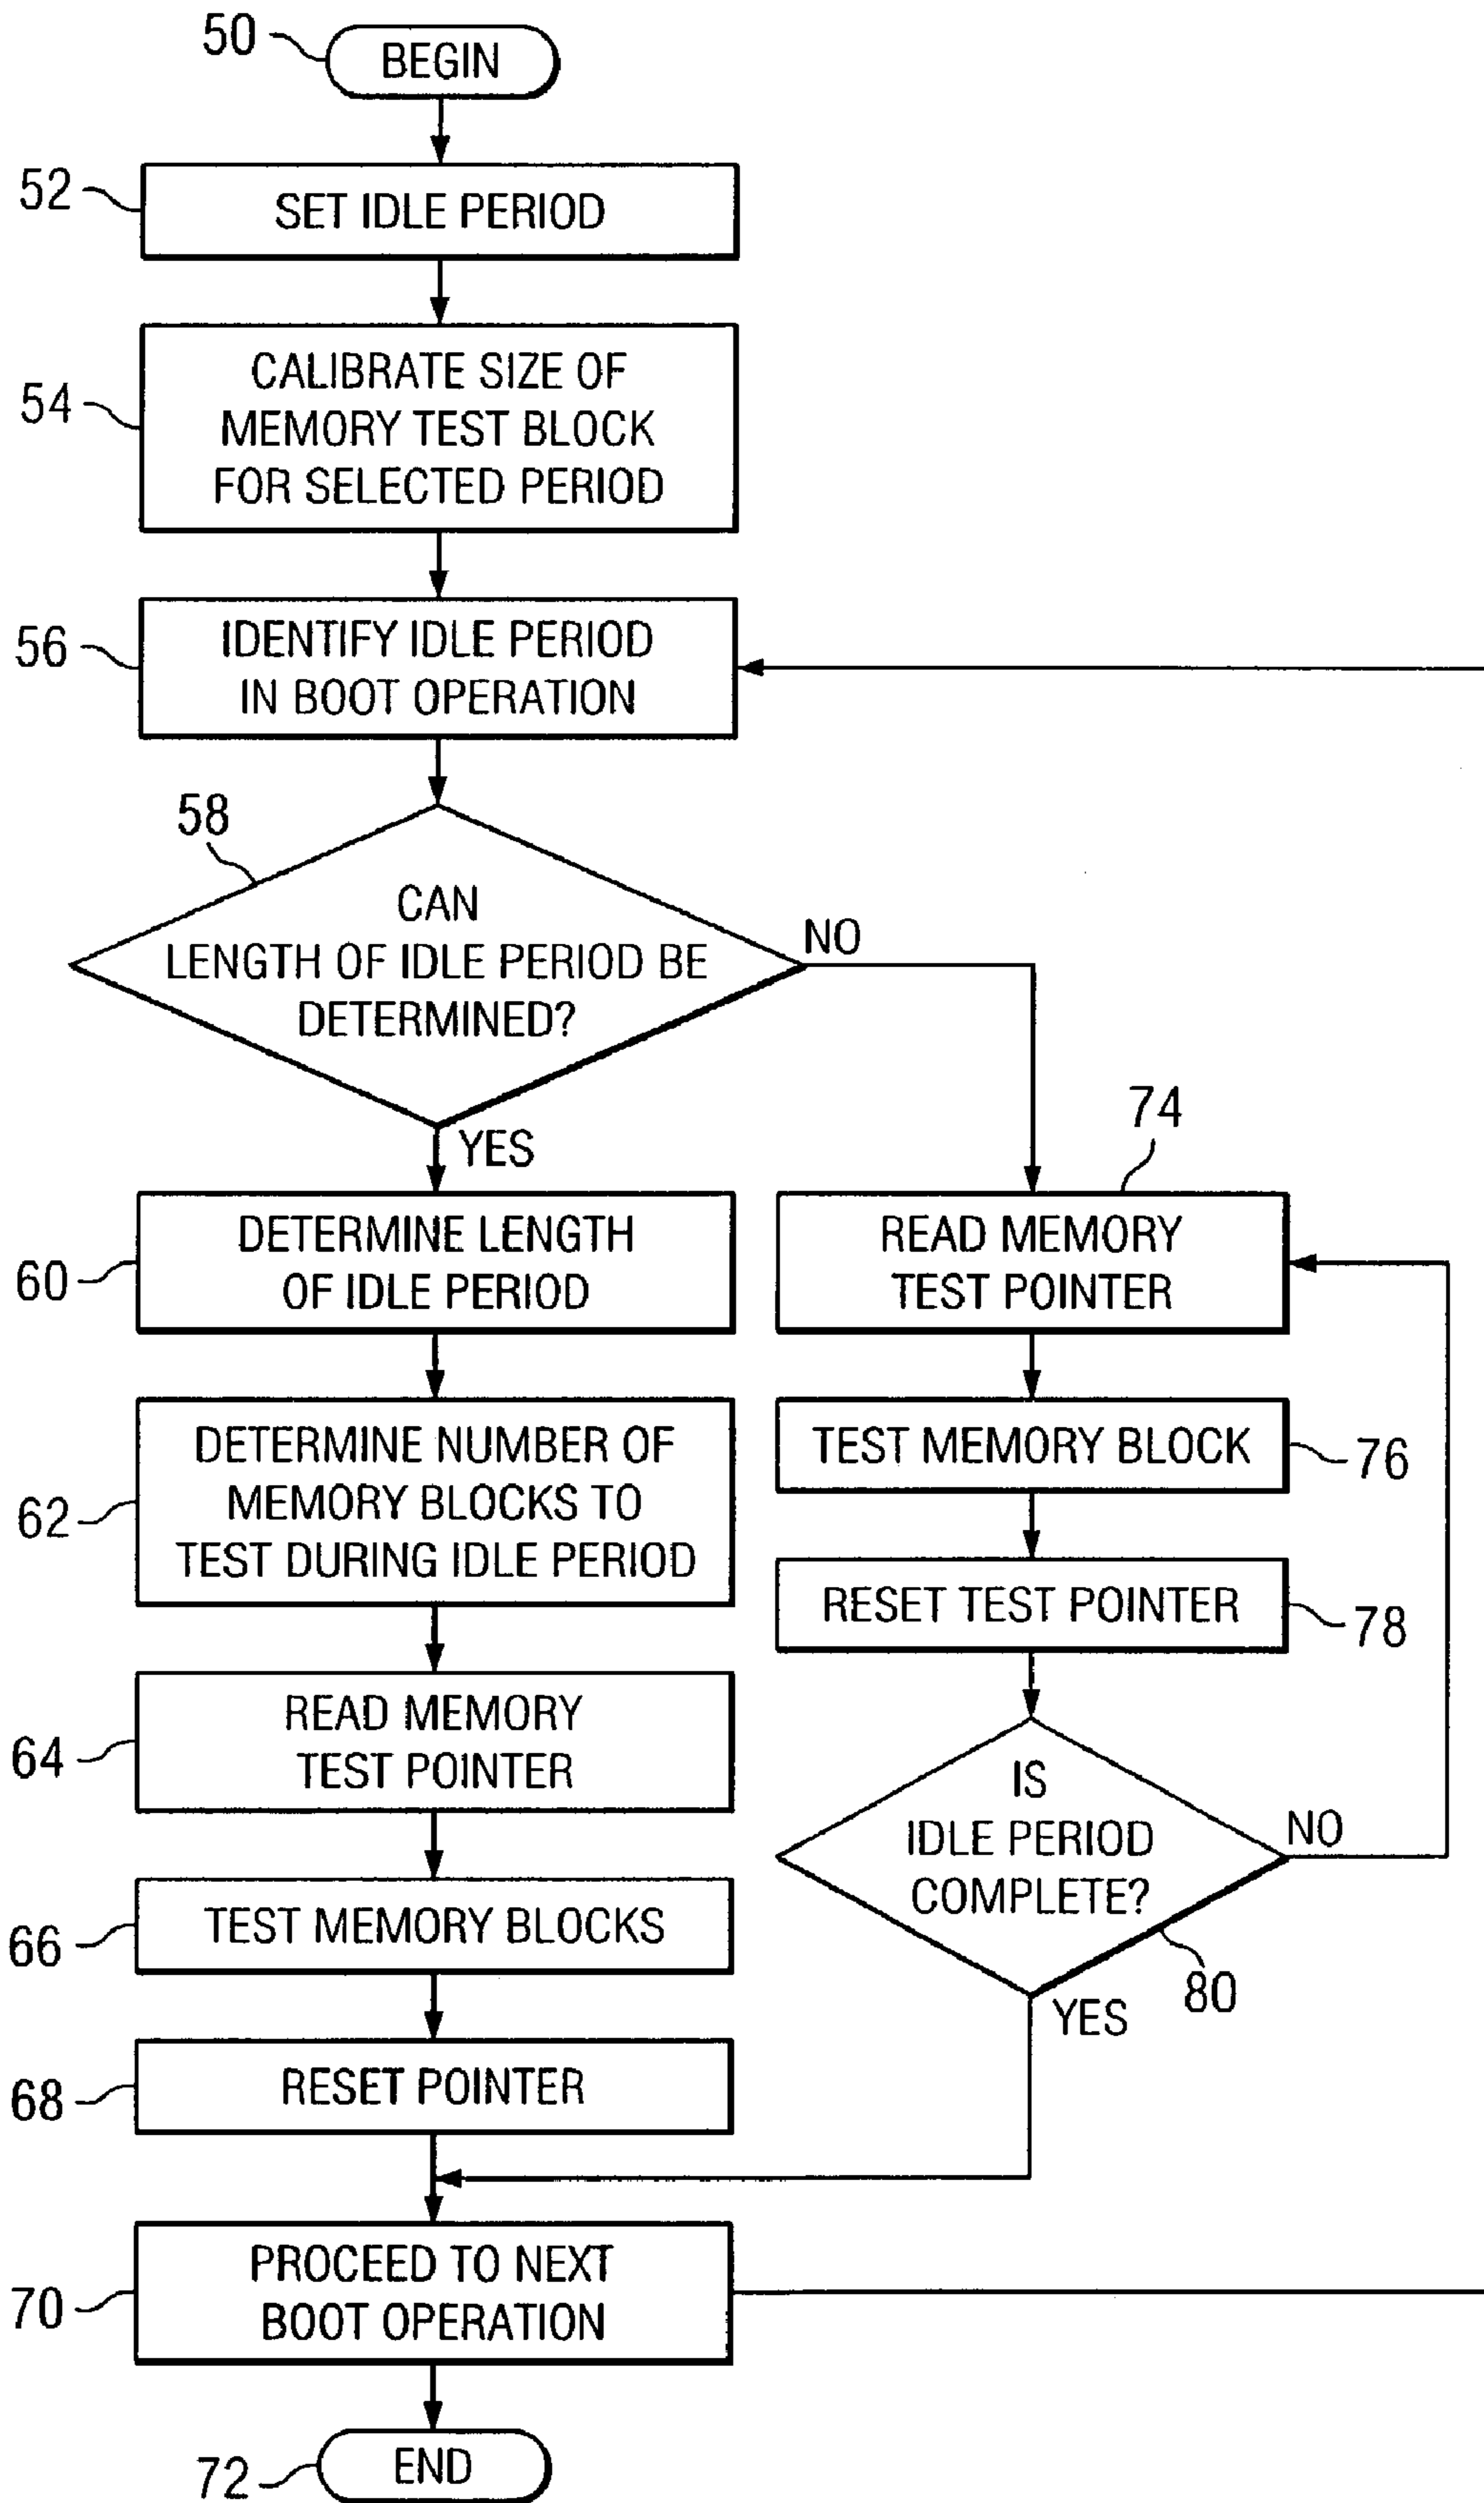 50
BEGIN
52
SET IDLE PERIOD
54
CALIBRATE SIZE OF
MEMORY TEST BLOCK
FOR SELECTED PERIOD
56
IDENTIFY IDLE PERIOD
IN BOOT OPERATION
58
CAN
LENGTH OF IDLE PERIOD BE
DETERMINED?
NO
YES
60
DETERMINE LENGTH
OF IDLE PERIOD
62
DETERMINE NUMBER OF
MEMORY BLOCKS TO
TEST DURING IDLE PERIOD
64
READ MEMORY
TEST POINTER
66
TEST MEMORY BLOCKS
68
RESET POINTER
74
READ MEMORY
TEST POINTER
TEST MEMORY BLOCK
76
RESET TEST POINTER
78
IS
IDLE PERIOD
COMPLETE?
NO
80
YES
70
PROCEED TO NEXT
BOOT OPERATION
72
END